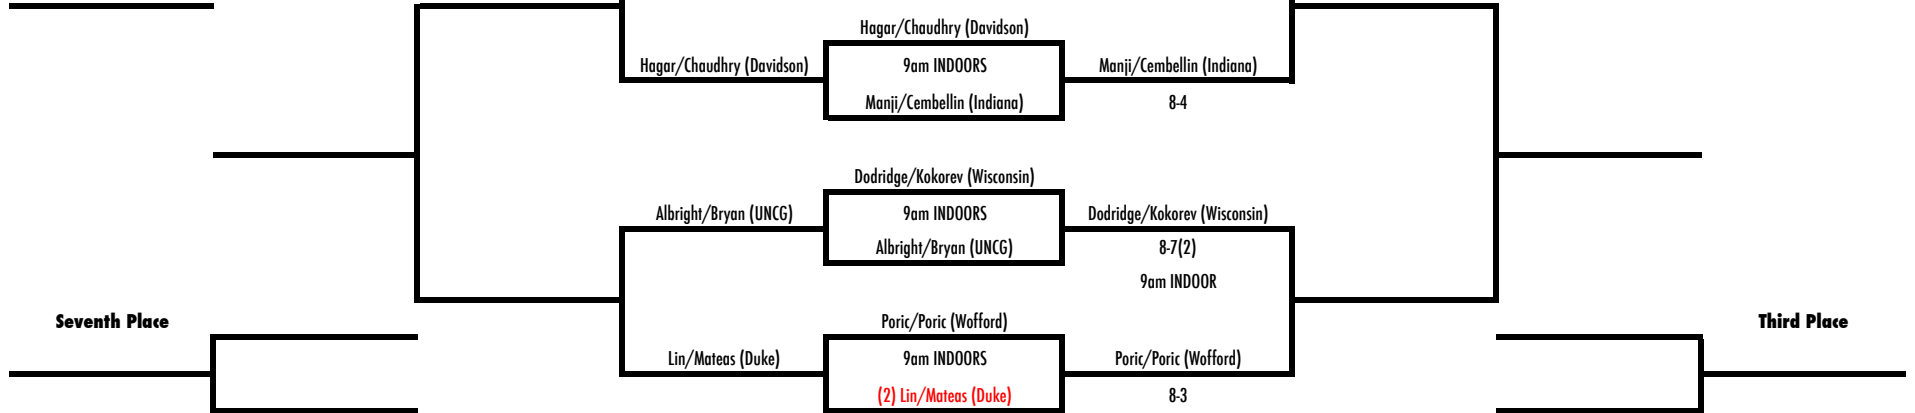 Hagar/Chaudhry (Davidson)
Hagar/Chaudhry (Davidson)
9am INDOORS
Manji/Cembellin (Indiana)
Manji/Cembellin (Indiana)
8-4
Dodridge/Kokorev (Wisconsin)
Albright/Bryan (UNCG)
9am INDOORS
Dodridge/Kokorev (Wisconsin)
Albright/Bryan (UNCG)
8-7(2)
9am INDOOR
Seventh Place
Poric/Poric (Wofford)
Third Place
Lin/Mateas (Duke)
9am INDOORS
Poric/Poric (Wofford)
(2) Lin/Mateas (Duke)
8-3